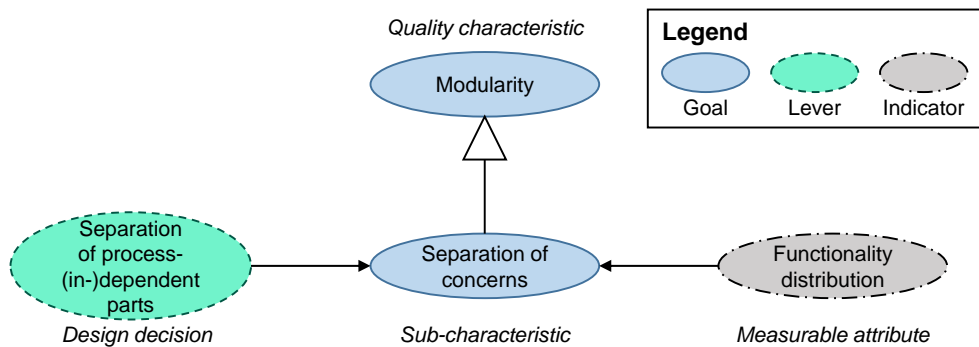 Quality characteristic
Modularity
Legend
Goal
Lever
Indicator
Separation
of process-
(in-)dependent
parts
Separation of
concerns
Functionality
distribution
Design decision
Sub-characteristic
Measurable attribute